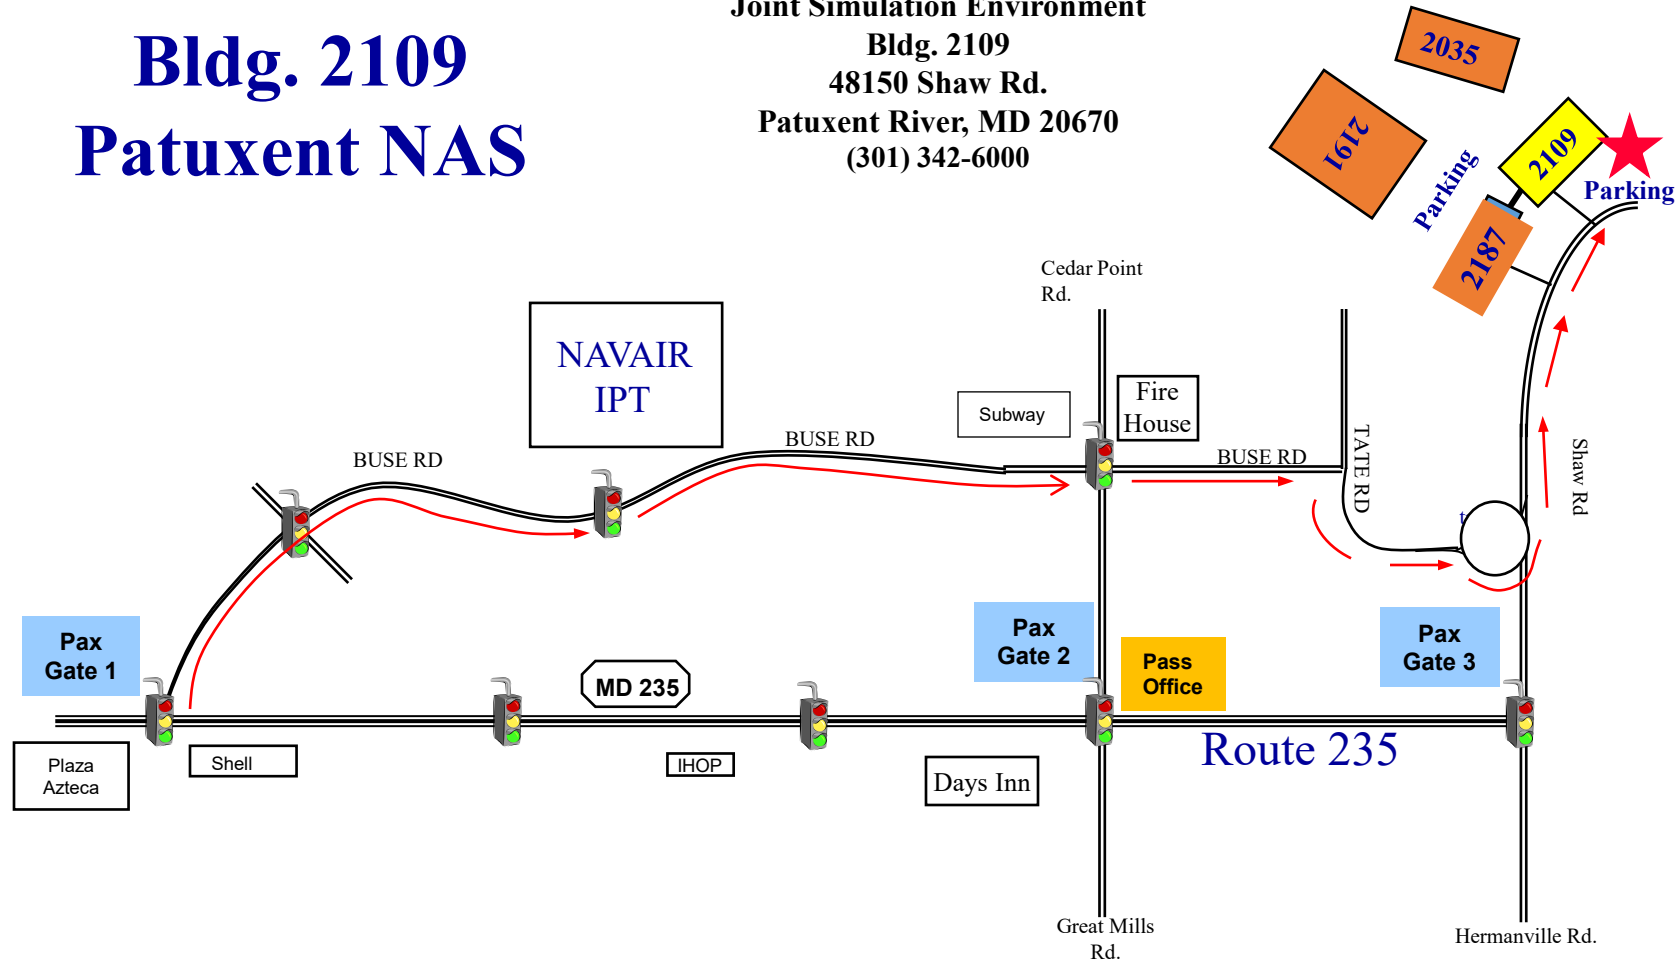 Joint Simulation Environment
Bldg. 2109
48150 Shaw Rd.
Patuxent River, MD 20670
(301) 342-6000
Bldg. 2109
Patuxent NAS
2035
2191
2109
Parking
Parking
2187
Cedar Point
Rd.
NAVAIR
IPT
Fire
House
Subway
BUSE RD
BUSE RD
BUSE RD
TATE RD
Shaw Rd
t
Pax
Gate 1
Pax
Gate 2
Pass
Office
Pax
Gate 3
MD 235
Route 235
Plaza
Azteca
Shell
IHOP
Days Inn
Great Mills
Rd.
Hermanville Rd.